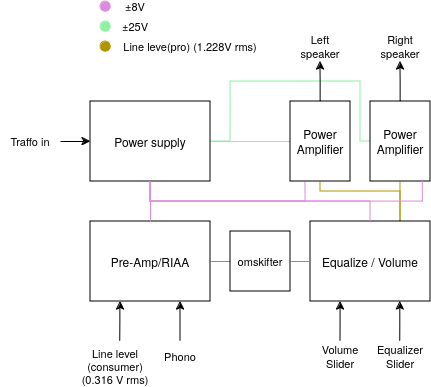 ±8V
±25V
Line leve(pro) (1.228V rms)
Left
speaker
Right
speaker
Traffo in
Power supply
Power
Amplifier
Power
Amplifier
Pre-Amp/RIAA
omskifter
Equalize / Volume
Line level
(consumer)
(0.316 V rms)
Phono
Volume
Slider
Equalizer
Slider